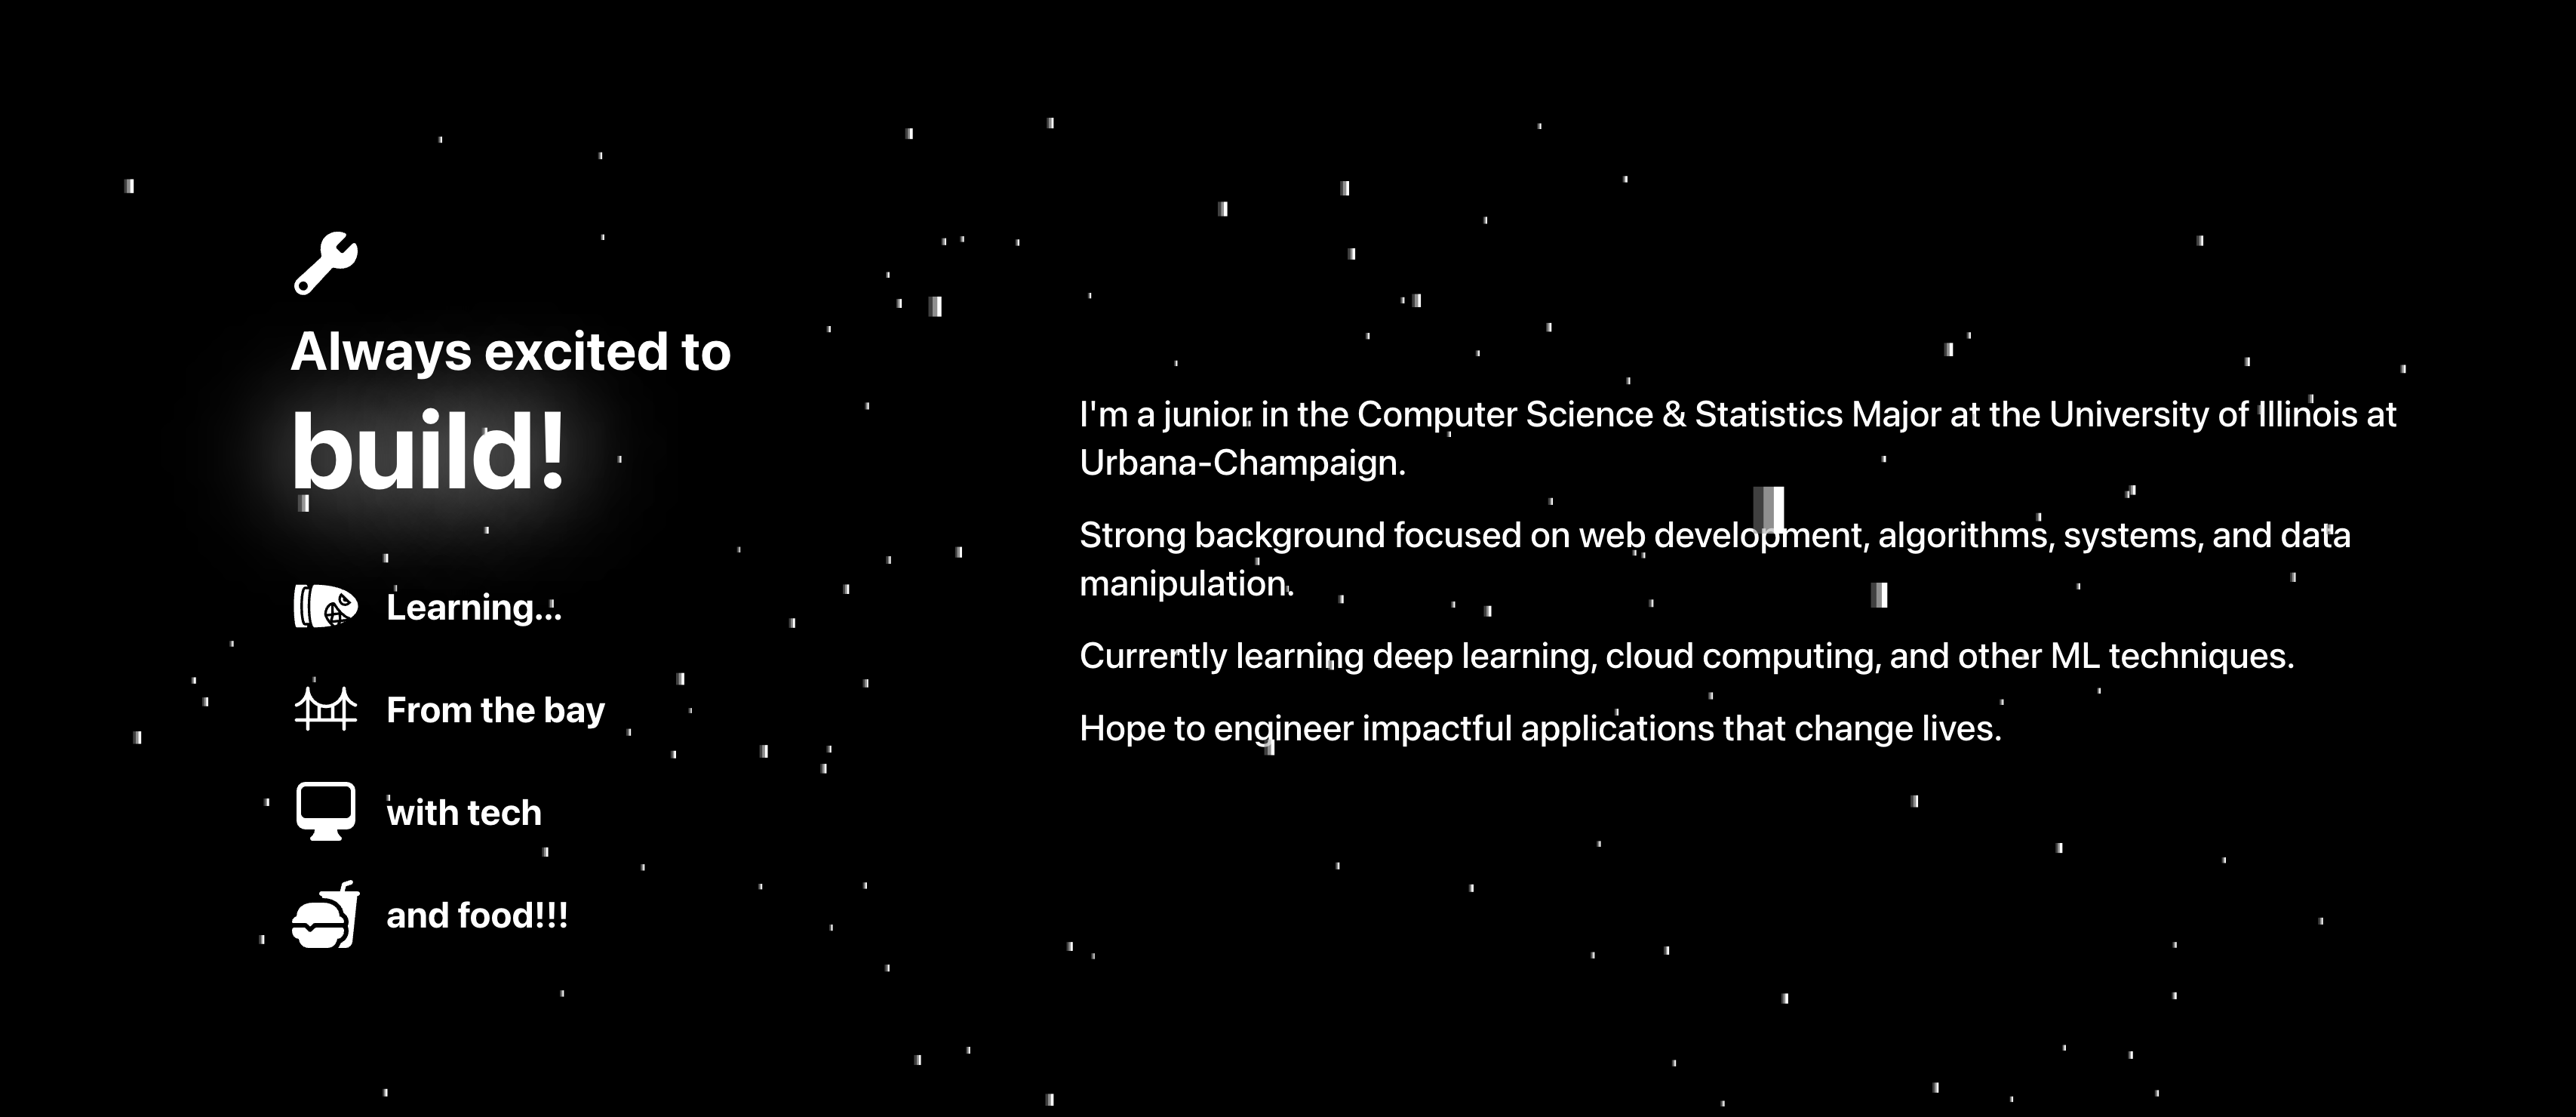 Always excited to
build!
Learning...
From the bay
with tech
and food!!!
I'm a junior in the Computer Science & Statistics Major at the University of Illinois at
Urbana-Champaign.
Strong background focused on web development, algorithms, systems, and data
manipulation.
Currently learning deep learning, cloud computing, and other ML techniques.
Hope to engineer impactful applications that change lives.